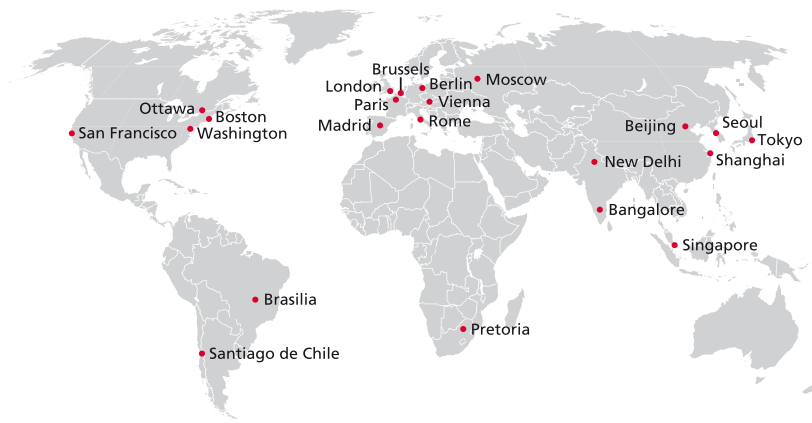 Brussels
Moscow
London
Berlin
Paris
Vienna
Ottawa
Boston
Madrid
Rome
Seoul
Beijing
San Francisco
Washington
Tokyo
New Delhi
Shanghai
Bangalore
Singapore
Brasilia
Pretoria
Santiago de Chile